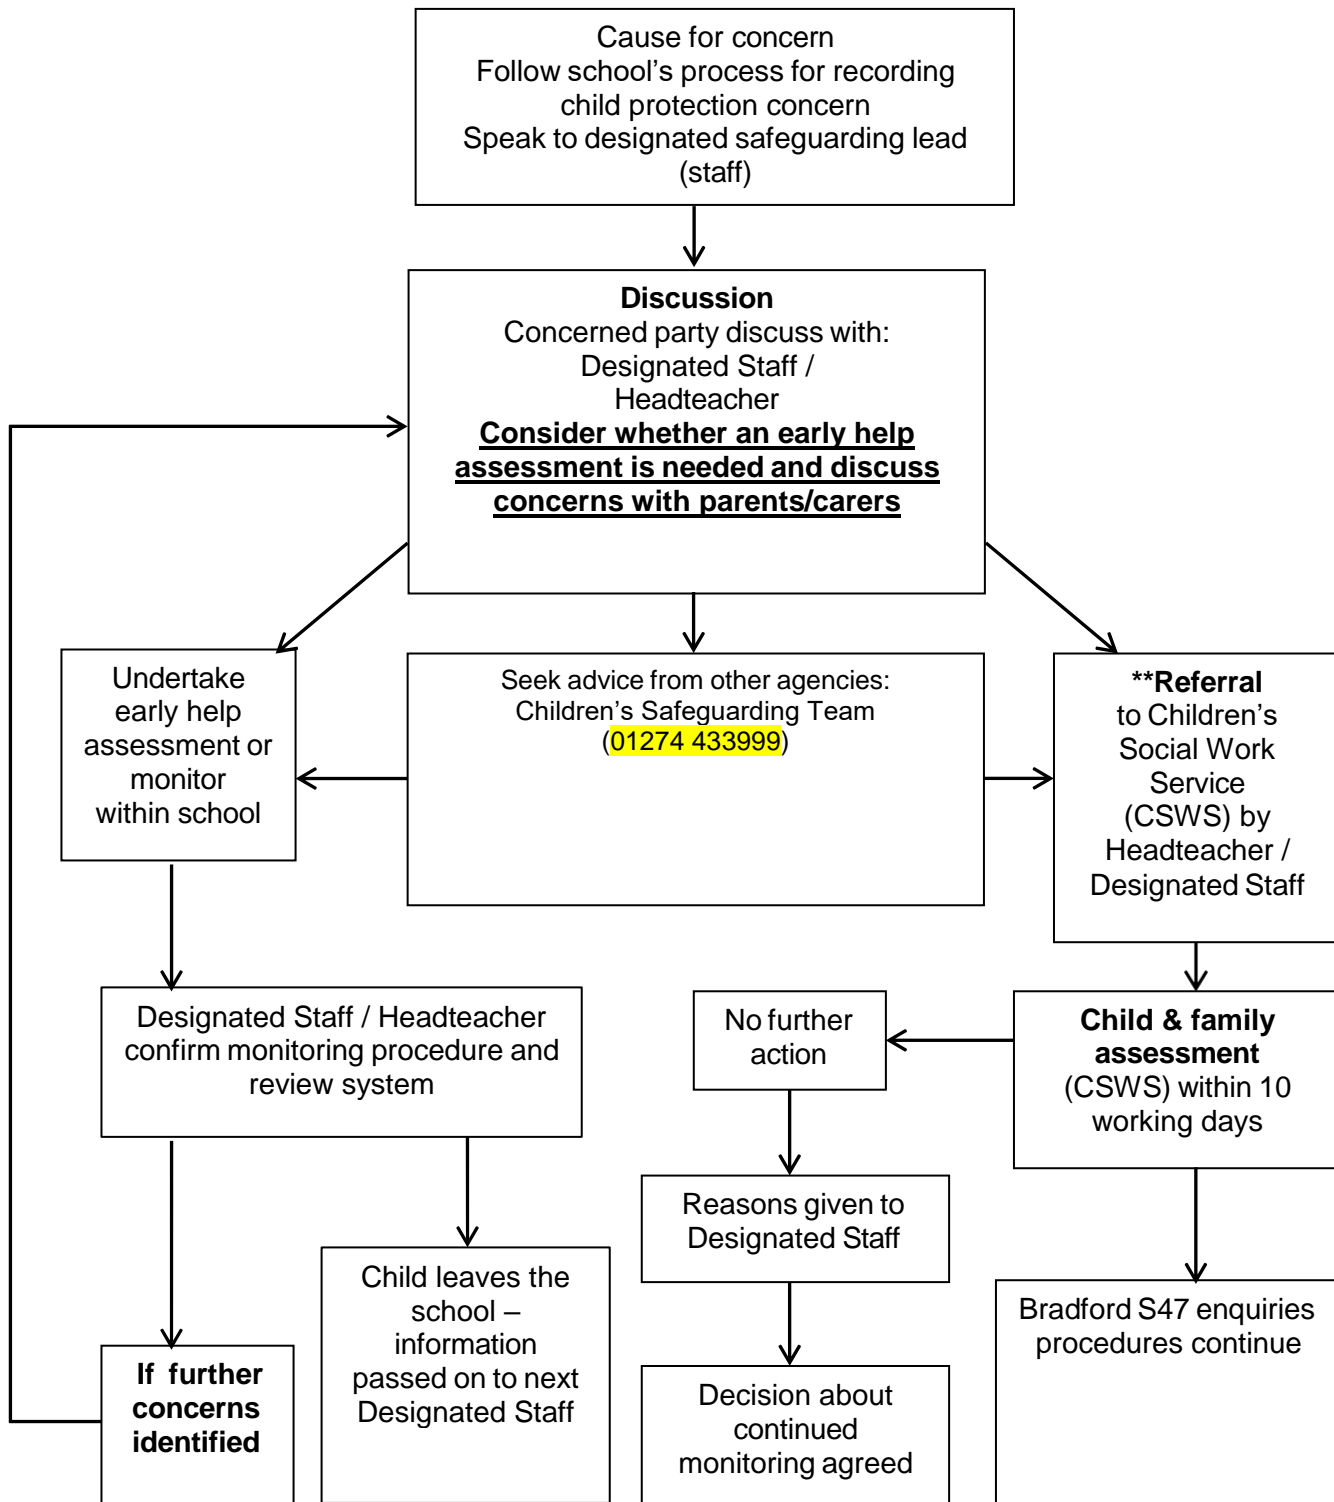 Cause for concern
Follow school’s process for recording
child protection concern
Speak to designated safeguarding lead
(staff)
Discussion
Concerned party discuss with:
Designated Staff /
Headteacher
Consider whether an early help
assessment is needed and discuss
concerns with parents/carers
Undertake
early help
assessment or
monitor
within school
Seek advice from other agencies:
Children’s Safeguarding Team
(01274 433999)
**Referral
to Children’s
Social Work
Service
(CSWS) by
Headteacher /
Designated Staff
Designated Staff / Headteacher
confirm monitoring procedure and
review system
No further
action
Child & family
assessment
(CSWS) within 10
working days
Reasons given to
Designated Staff
Child leaves the
school –
information
passed on to next
Designated Staff
Bradford S47 enquiries
procedures continue
If further
concerns
identified
Decision about
continued
monitoring agreed